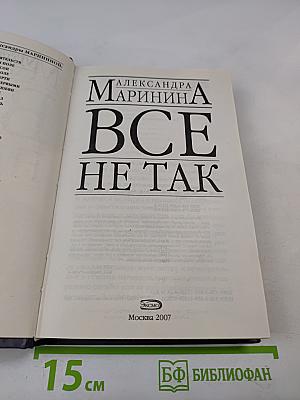 АЛЕКСАНДРА
МАРИНИНА
ВСЕ
НЕ ТАК
ЭКСМО
Москва 2007
15 см
БФ БИБЛИОФАН